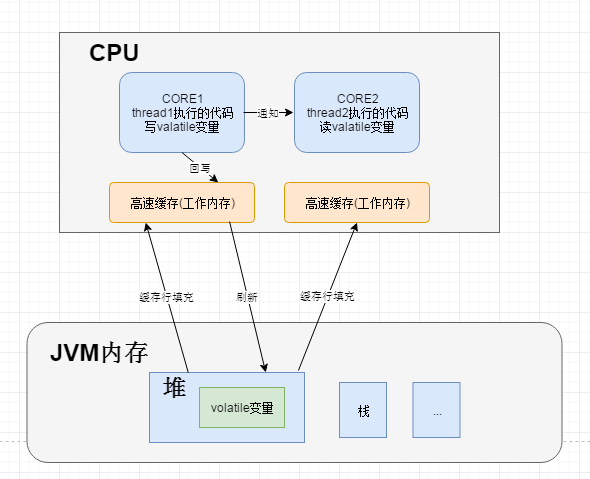 CPU
CORE1
thread1执行的代码
写valatile变量
通知
CORE2
thread2执行的代码
读valatile变量
回写
高速缓存(工作内存)
高速缓存(工作内存)
缓存行填充
刷新
缓存行填充
JVM内存
堆
volatile变量
栈
...